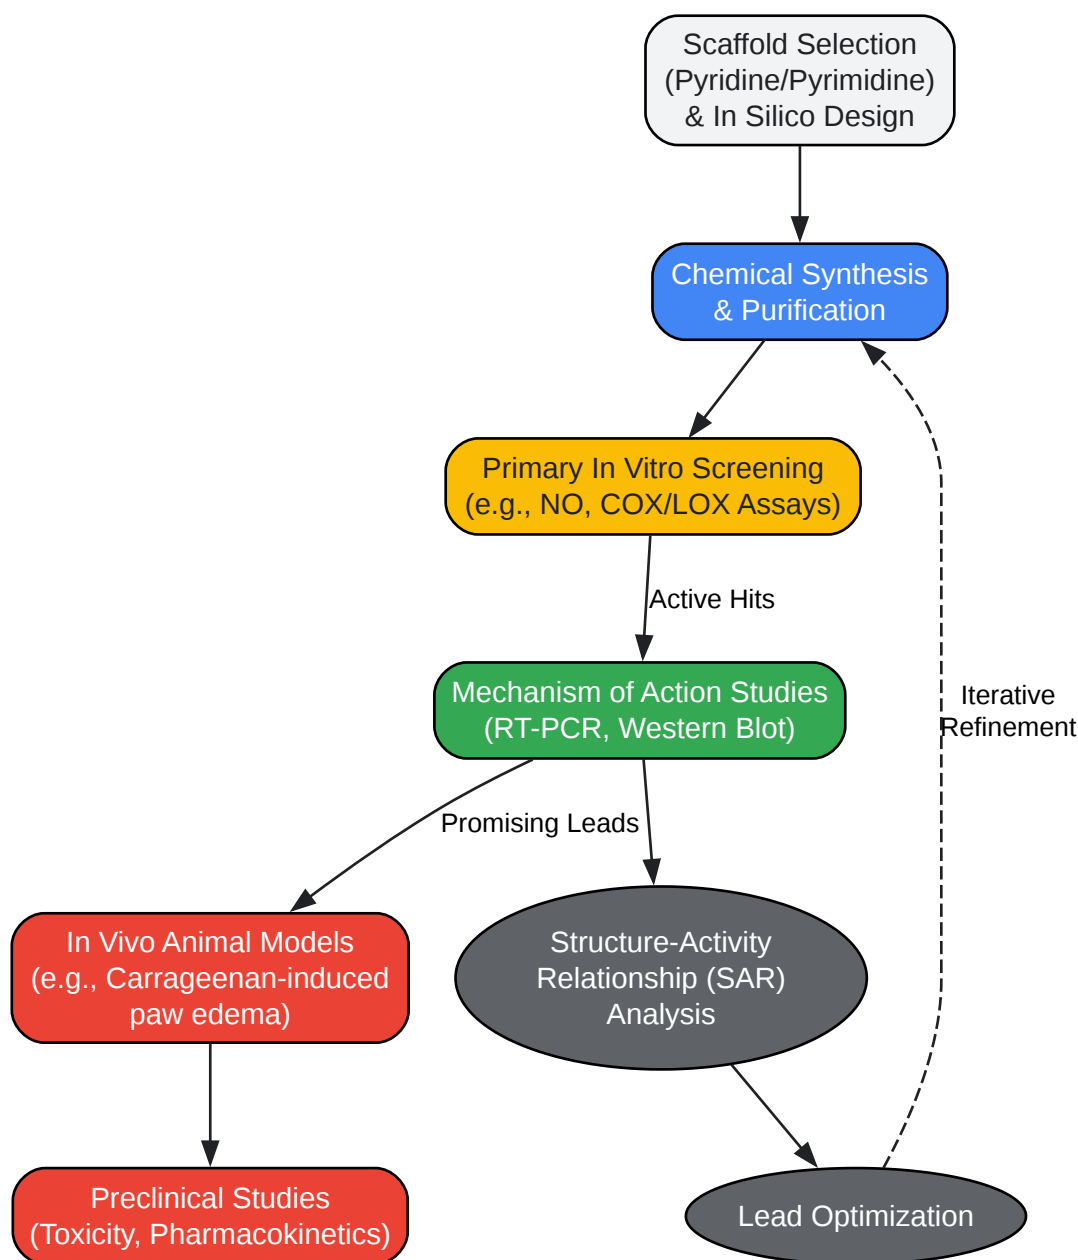 Scaffold Selection
(Pyridine/Pyrimidine)
& In Silico Design
Chemical Synthesis
& Purification
Primary In Vitro Screening
(e.g., NO, COX/LOX Assays)
Active Hits
Mechanism of Action Studies
(RT-PCR, Western Blot)
Iterative
Refinement
Promising Leads
In Vivo Animal Models
(e.g., Carrageenan-induced
paw edema)
Structure-Activity
Relationship (SAR)
Analysis
Preclinical Studies
(Toxicity, Pharmacokinetics)
Lead Optimization